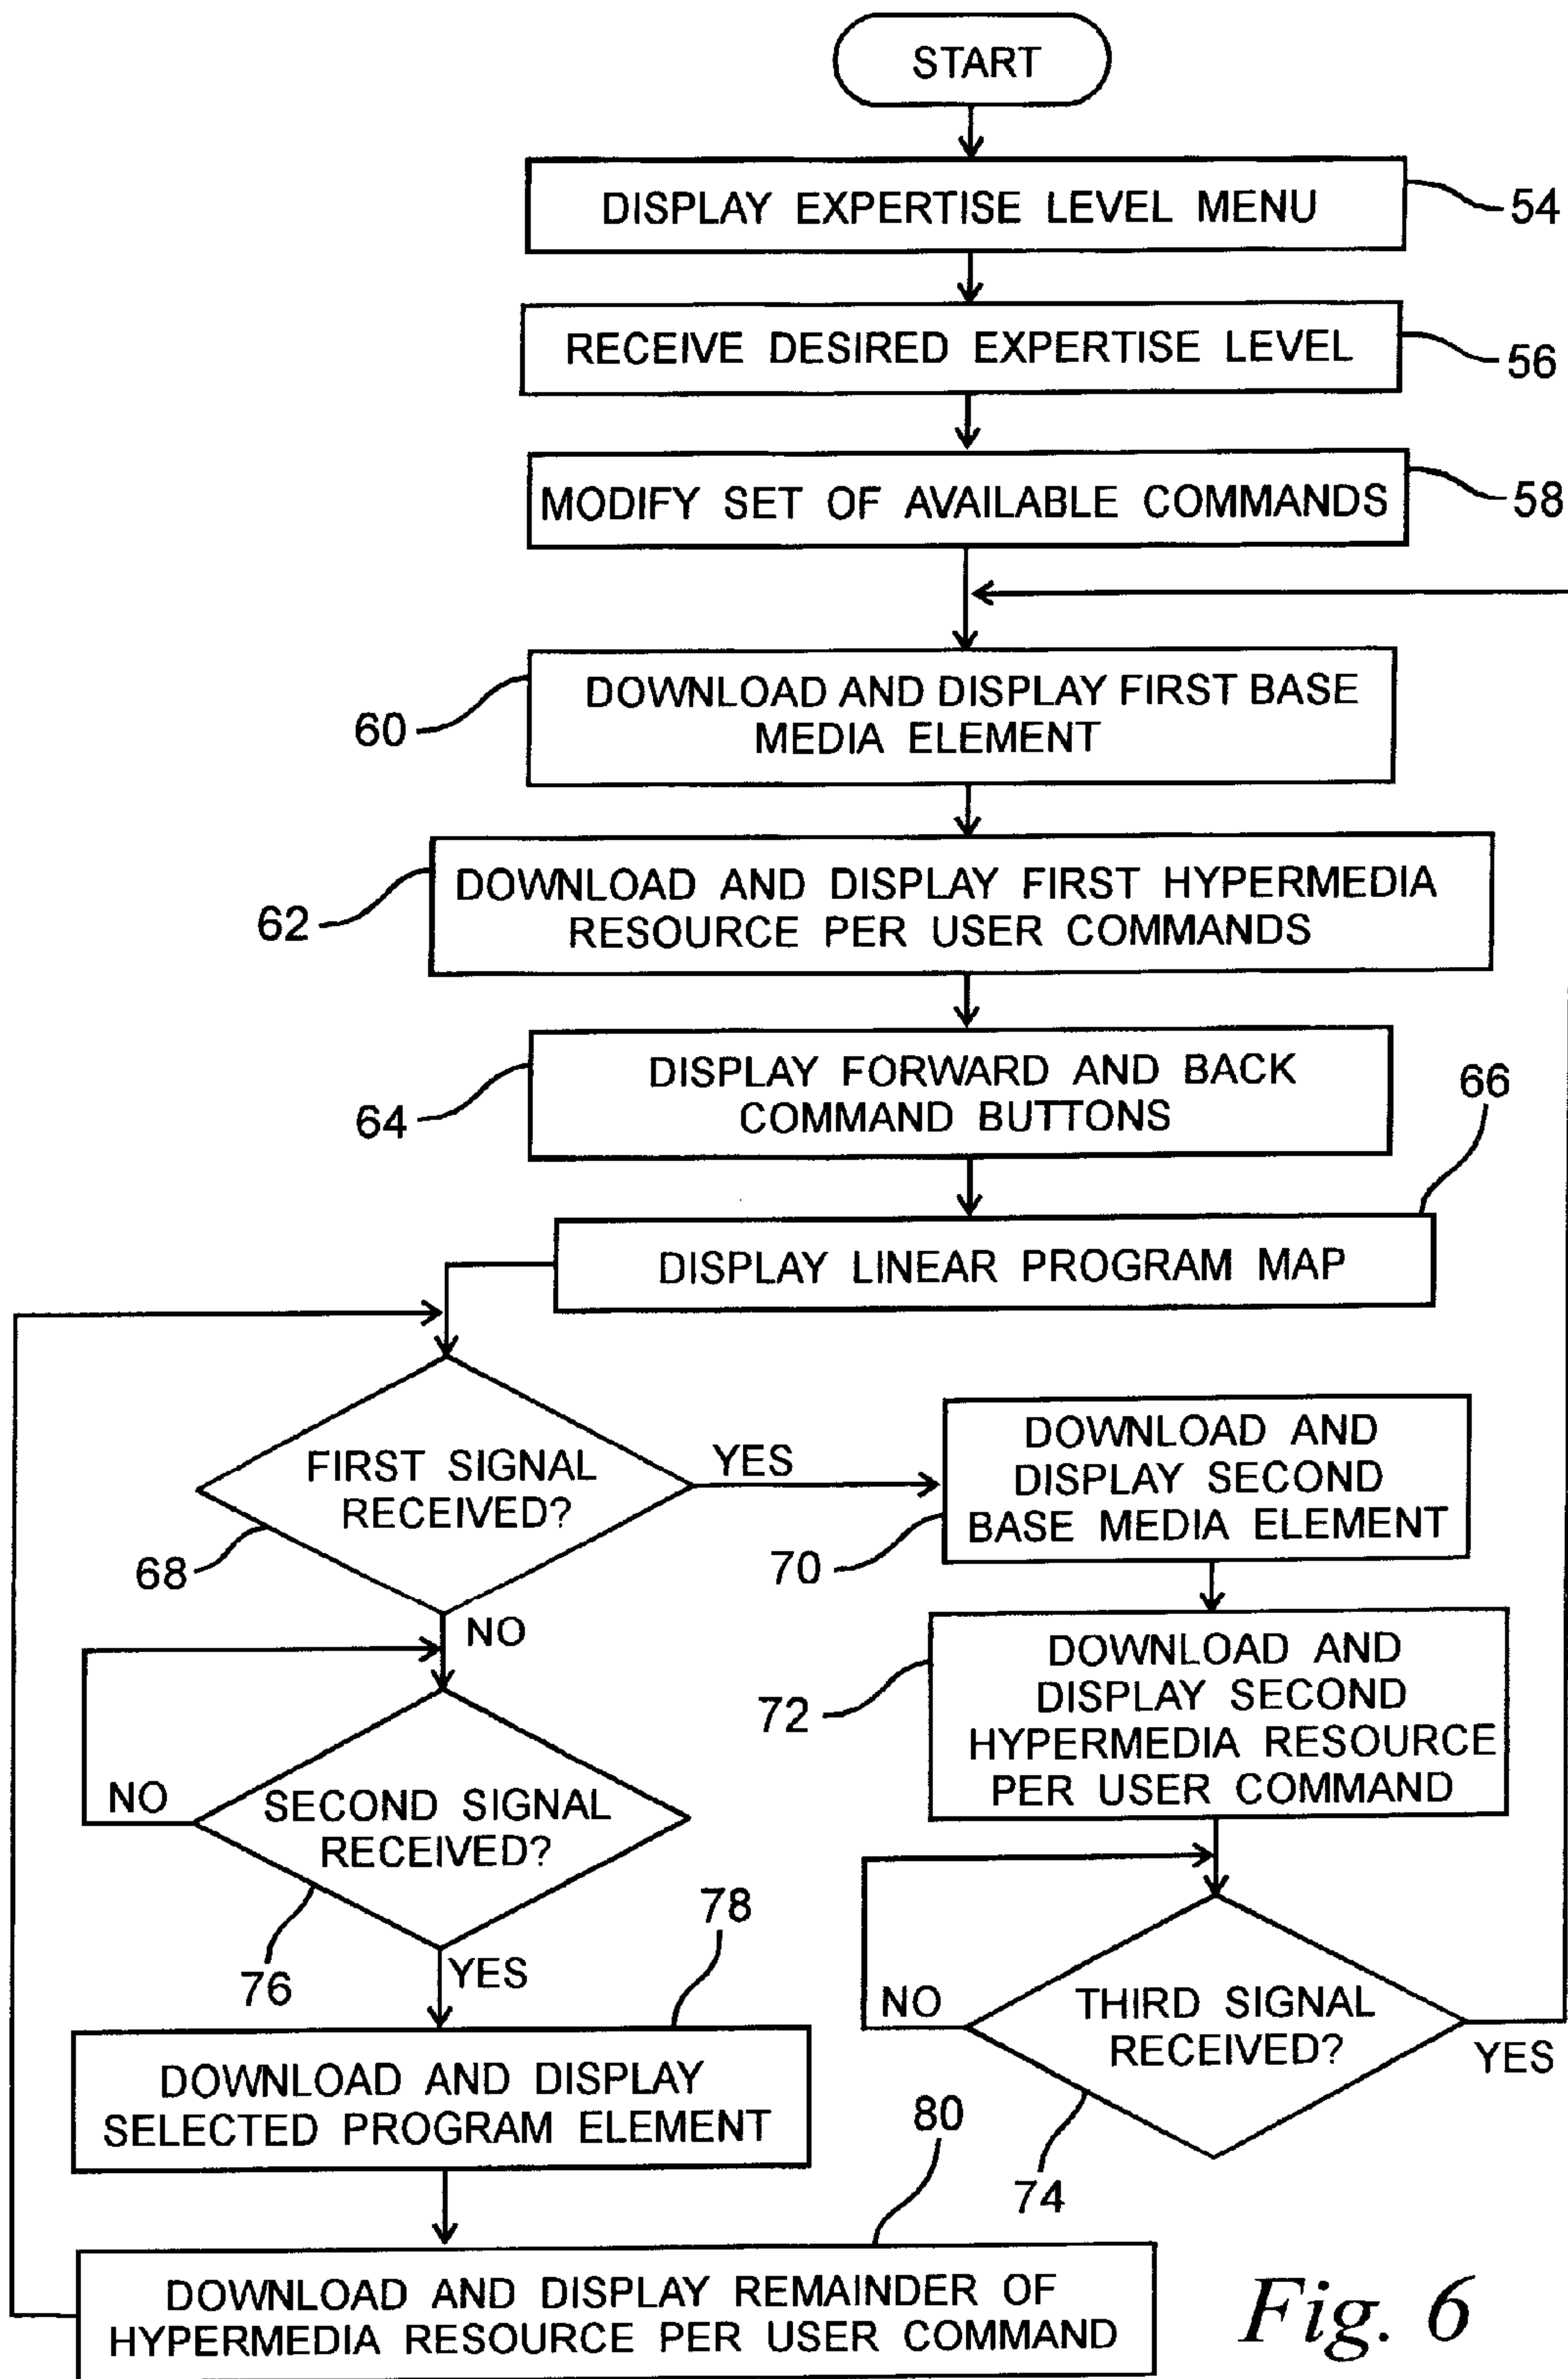 START
DISPLAY EXPERTISE LEVEL MENU
54
RECEIVE DESIRED EXPERTISE LEVEL
56
MODIFY SET OF AVAILABLE COMMANDS
58
DOWNLOAD AND DISPLAY FIRST BASE
MEDIA ELEMENT
60
DOWNLOAD AND DISPLAY FIRST HYPERMEDIA
RESOURCE PER USER COMMANDS
62
DISPLAY FORWARD AND BACK
COMMAND BUTTONS
64
66
DISPLAY LINEAR PROGRAM MAP
FIRST SIGNAL
RECEIVED?
68
YES
NO
DOWNLOAD AND
DISPLAY SECOND
BASE MEDIA ELEMENT
70
DOWNLOAD AND
DISPLAY SECOND
HYPERMEDIA RESOURCE
PER USER COMMAND
72
SECOND SIGNAL
RECEIVED?
NO
76
YES
78
THIRD SIGNAL
RECEIVED?
NO
YES
74
DOWNLOAD AND DISPLAY
SELECTED PROGRAM ELEMENT
80
DOWNLOAD AND DISPLAY REMAINDER OF
HYPERMEDIA RESOURCE PER USER COMMAND
Fig. 6